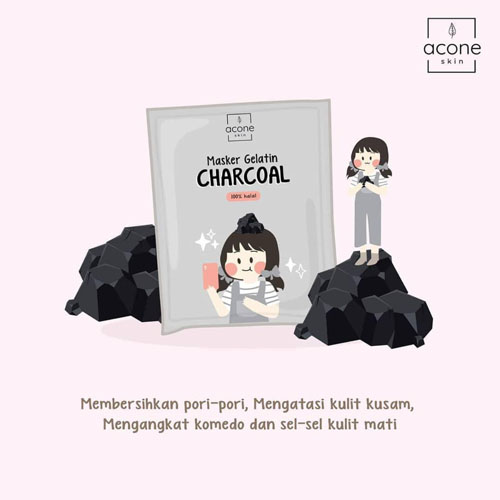 acone
skin
acone
skin
Masker Gelatin
CHARCOAL
100% halal
Membersihkan pori-pori, Mengatasi kulit kusam,
Mengangkat komedo dan sel-sel kulit mati